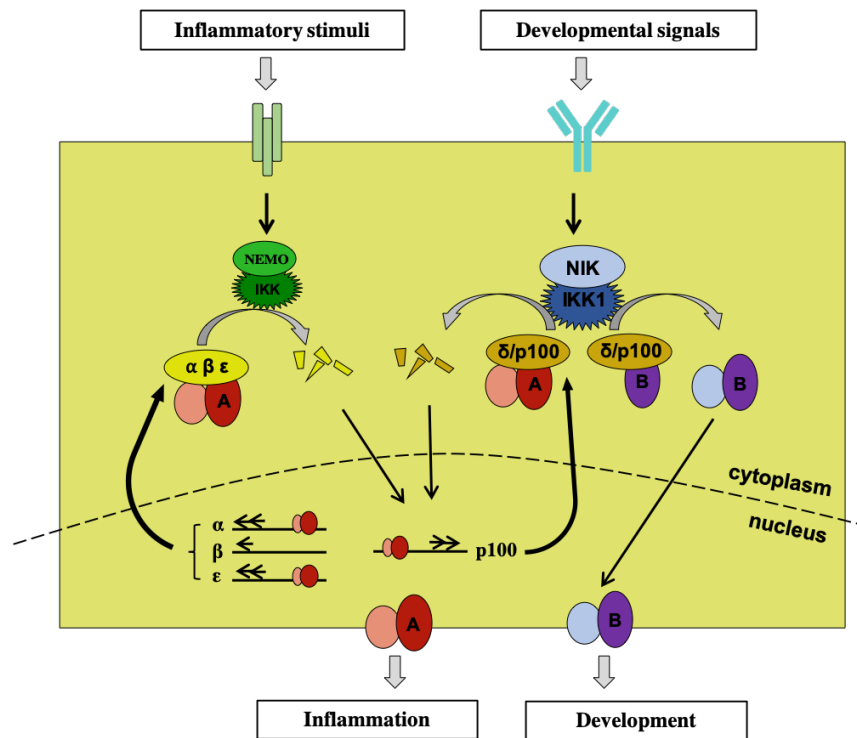 Inflammatory stimuli
Developmental signals
NEMO
IKK
NIK
IKK1
α β ε
A
δ/p100
A
δ/p100
B
B
cytoplasm
nucleus
α
β
ε
p100
A
B
Inflammation
Development